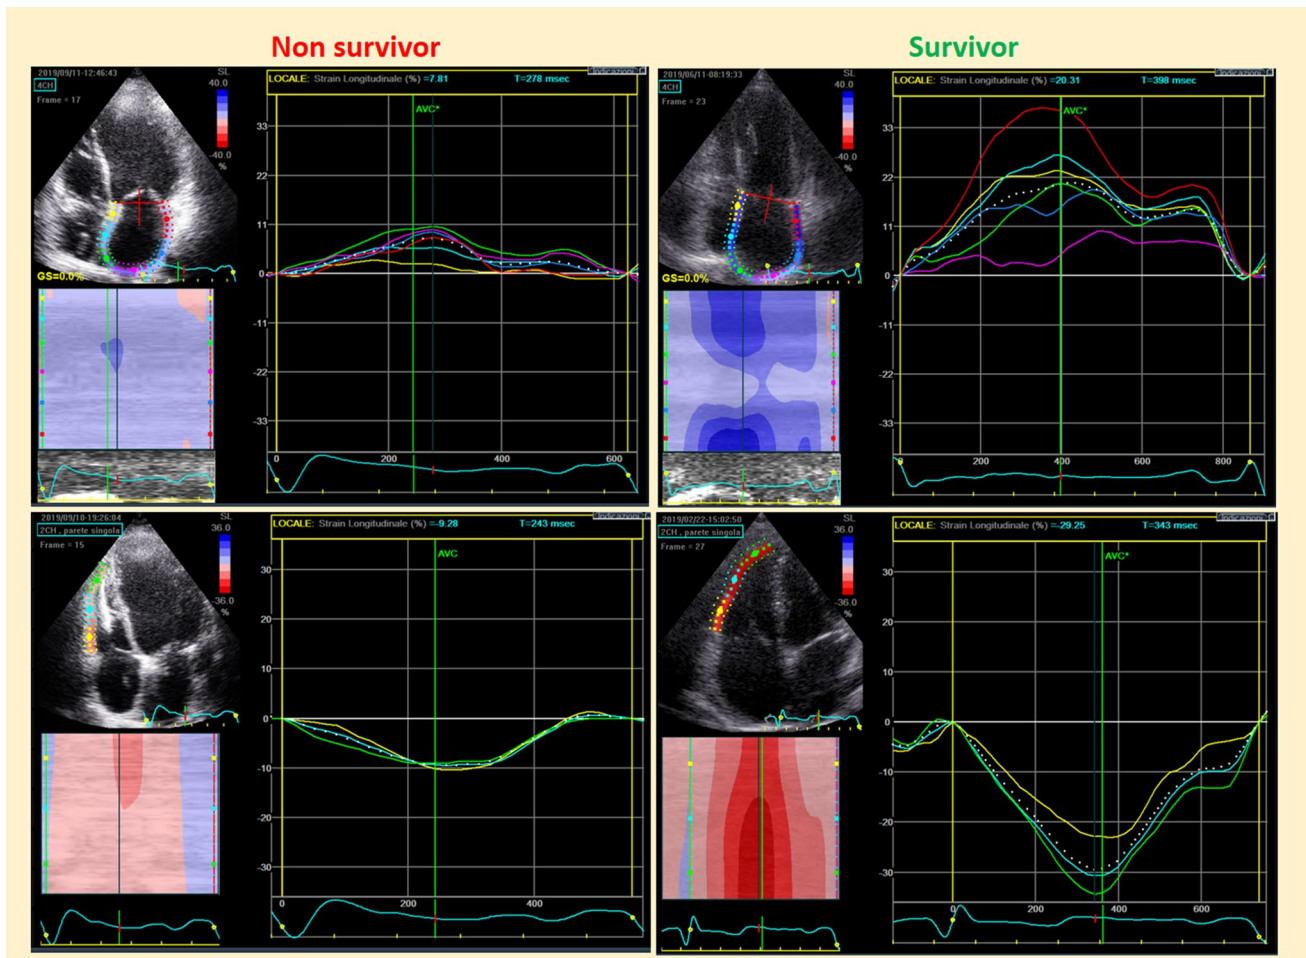 Non survivor
Survivor
2019/09/11-12:46:43
SL
4CH
40.0
Frame = 17
-40.0
%
GS=0.0%
LOCALE: Strain Longitudinale (%) =7.81 T=278 msec
AVC*
33
22
11
0
-11
-22
-33
0 200 400 600
2019/06/11-08:19:33
SL
4CH
40.0
Frame = 23
-40.0
%
GS=0.0%
LOCALE: Strain Longitudinale (%) =20.31 T=398 msec
AVC*
33
22
11
0
-11
-22
-33
200 400 600 800
2019/09/10-19:26:04
36.0
SL
2CH , parete singola
Frame = 15
-36.0
%
LOCALE: Strain Longitudinale (%) =-9.28 T=243 msec
AVC
30
20
10
0
-10
-20
-30
0 200 400
2019/02/22-15:02:50
SL
2CH , parete singola
36.0
Frame = 27
-36.0
%
LOCALE: Strain Longitudinale (%) =-29.25 T=343 msec
AVC*
30
20
10
0
-10
-20
-30
0 200 400 600